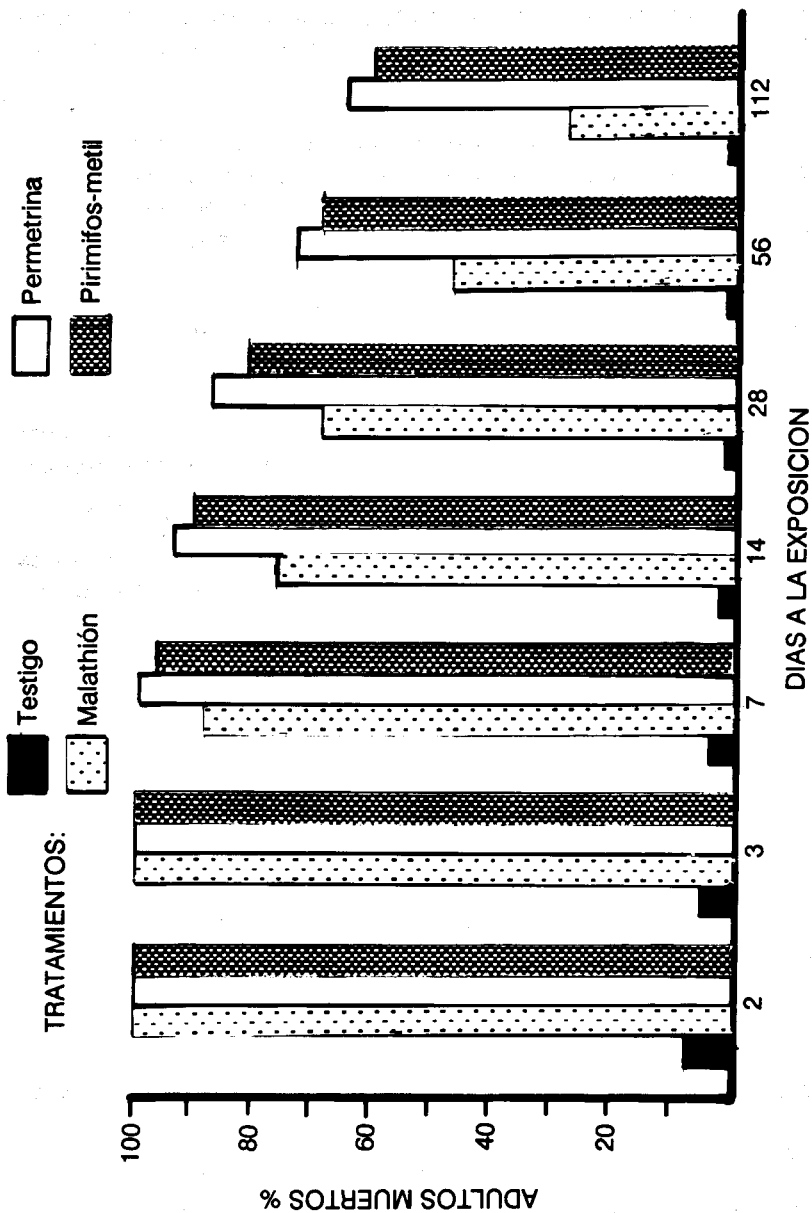 TRATAMIENTOS:
Testigo
Malathión
Permetrina
Pirimifos-metil
ADULTOS MUERTOS %
100
80
60
40
20
2 3 7 14 28 56 112
DIAS A LA EXPOSICION